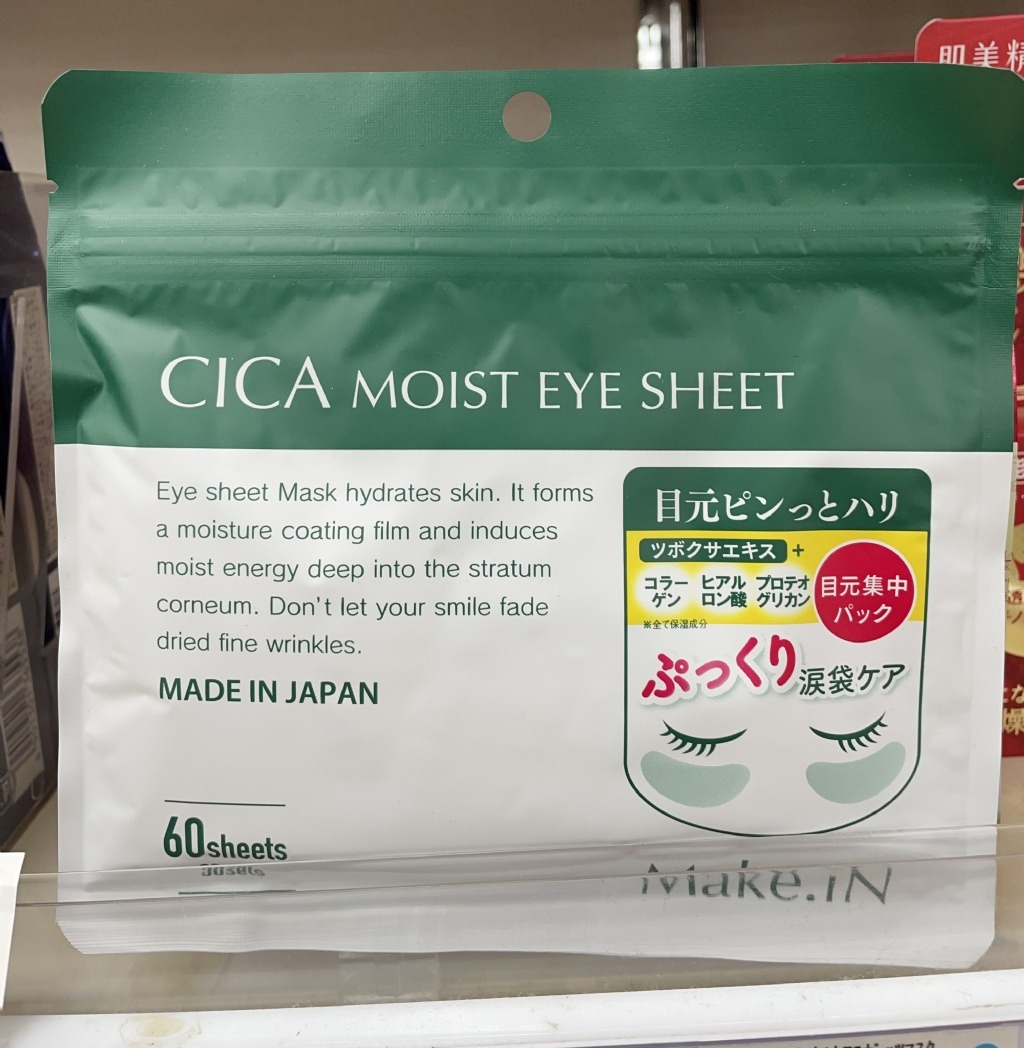 肌美精
CICA MOIST EYE SHEET
Eye sheet Mask hydrates skin. It forms
a moisture coating film and induces
moist energy deep into the stratum
corneum. Don't let your smile fade
dried fine wrinkles.
MADE IN JAPAN
60sheets
30sets
目元ピンっとハリ
ツボクサエキス +
コラーゲン ヒアルロン酸 プロテオグリカン
※全て保湿成分
目元集中
パック
ぷっくり涙袋ケア
Make.iN